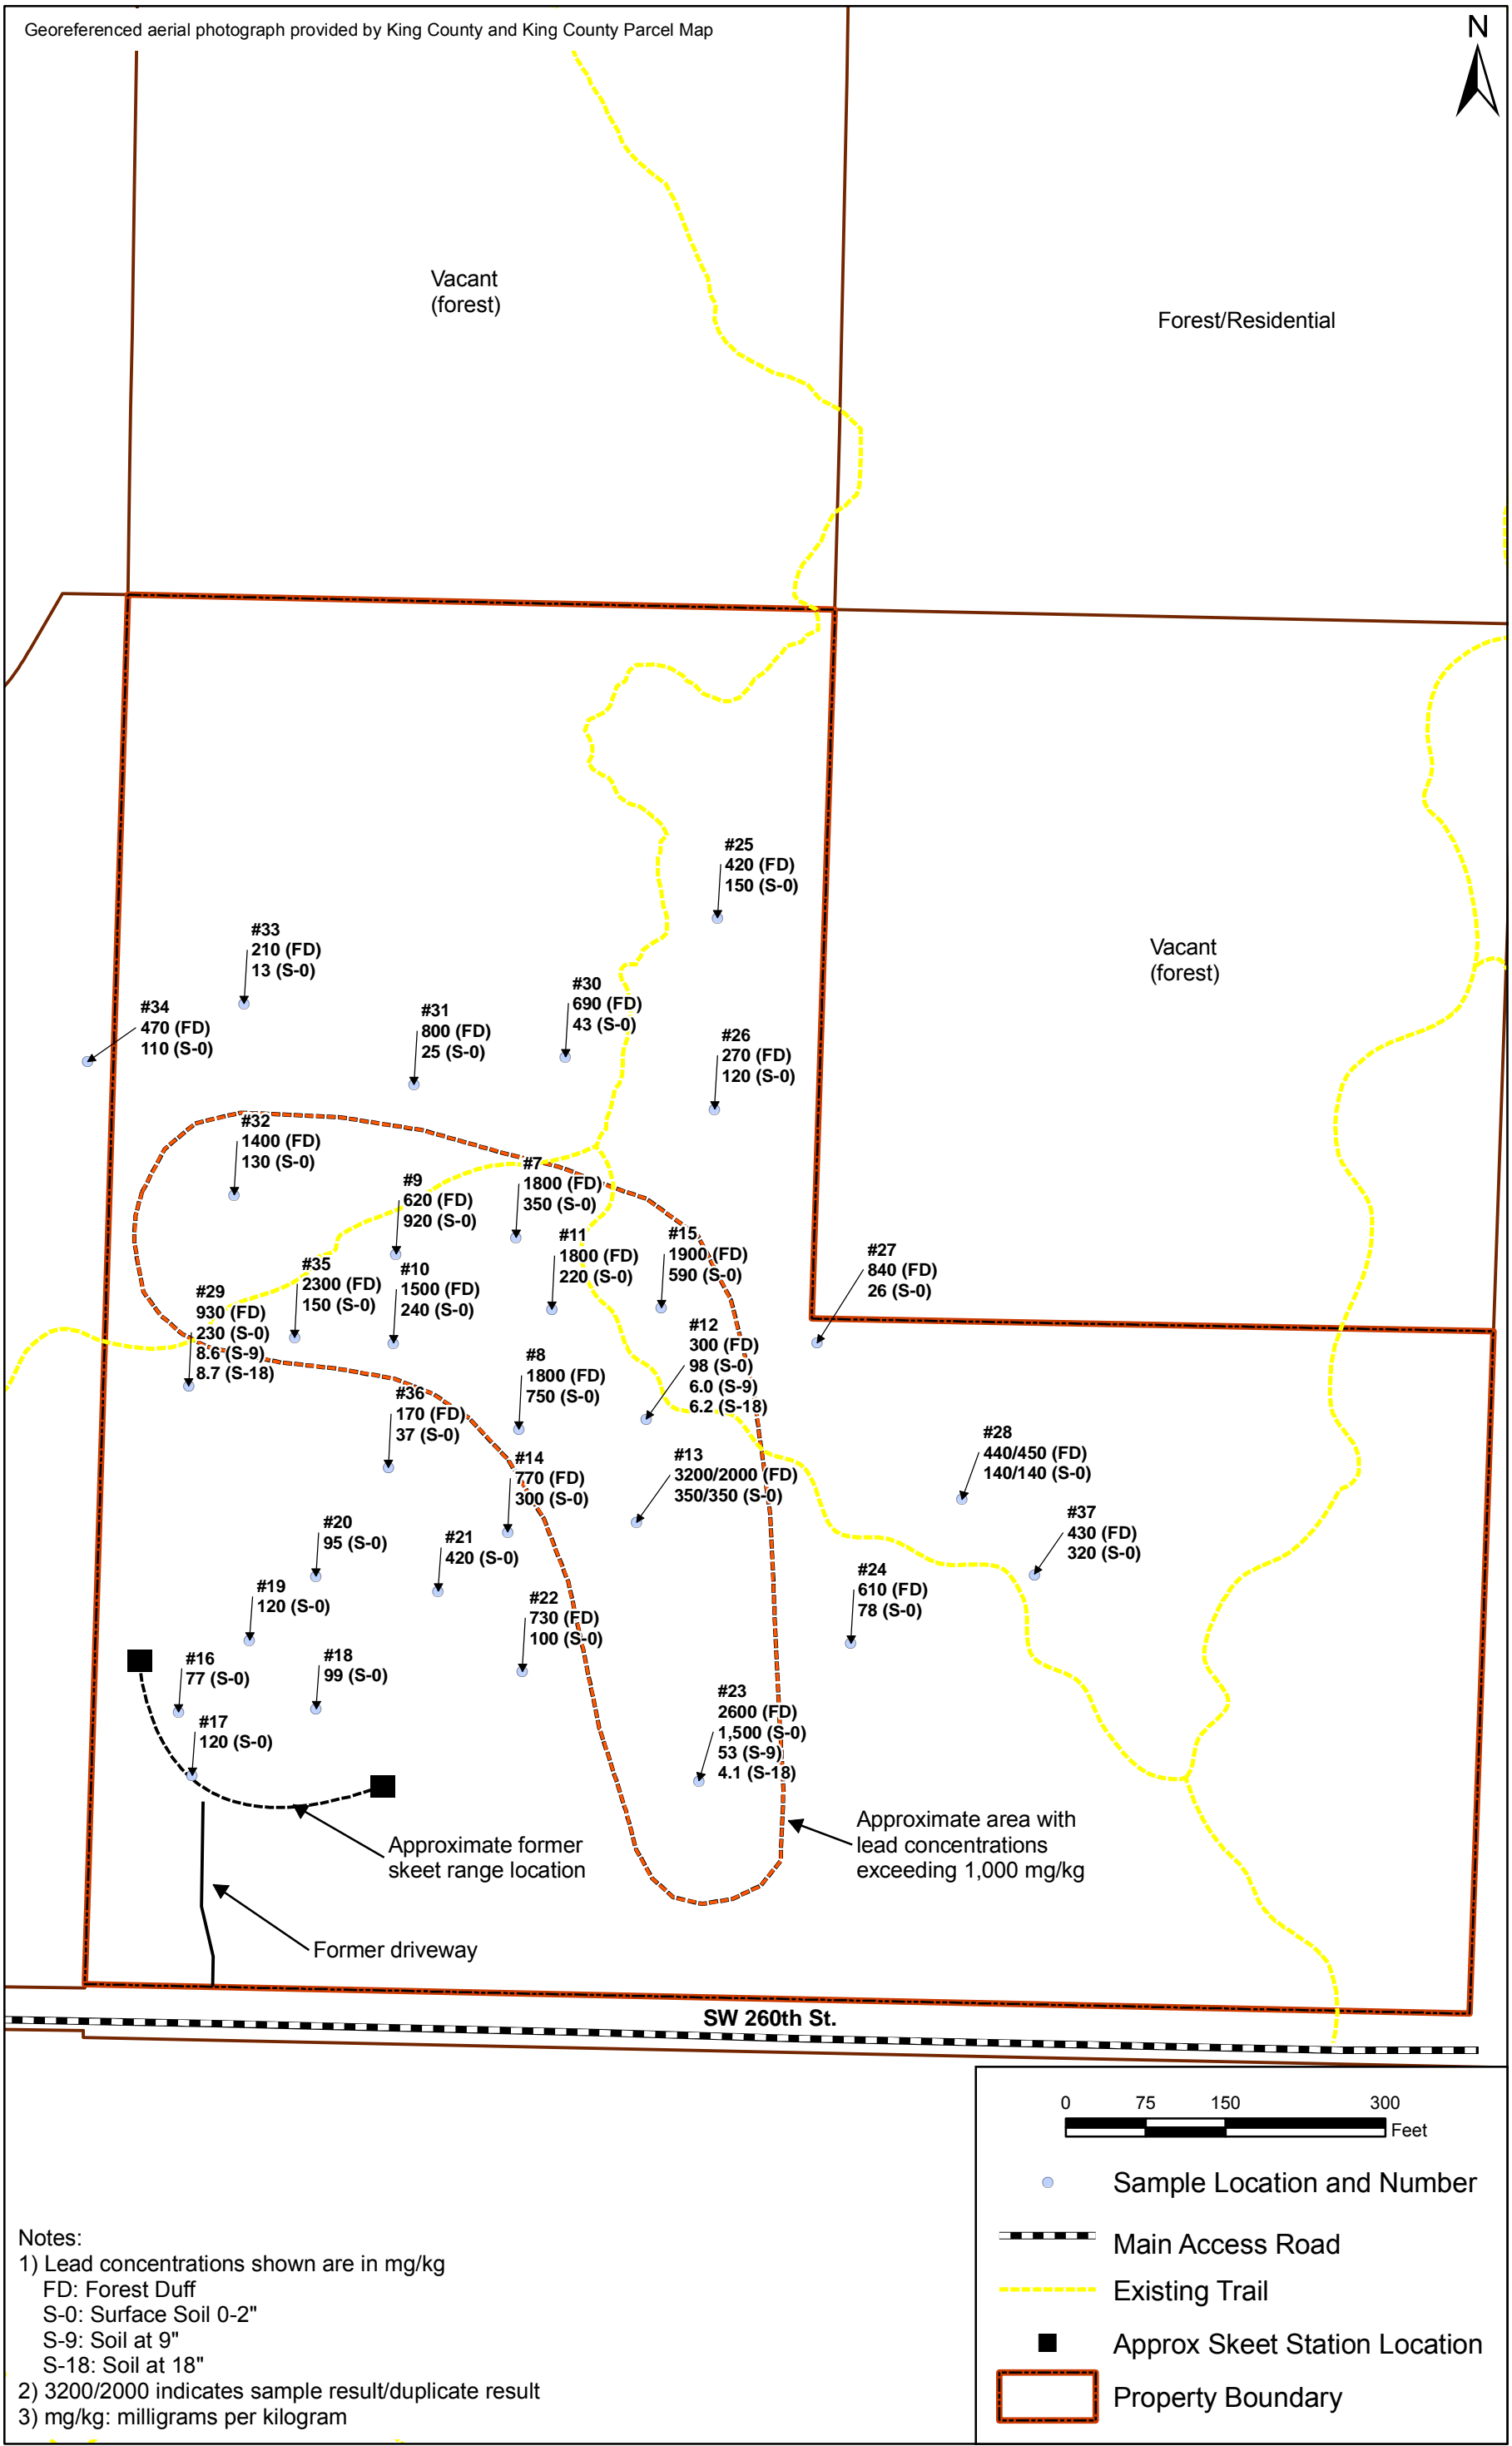 Georeferenced aerial photograph provided by King County and King County Parcel Map
N
Vacant
(forest)
Forest/Residential
#25
420 (FD)
150 (S-0)
#33
210 (FD)
13 (S-0)
Vacant
(forest)
#34
470 (FD)
110 (S-0)
#31
800 (FD)
25 (S-0)
#30
690 (FD)
43 (S-0)
#26
270 (FD)
120 (S-0)
#32
1400 (FD)
130 (S-0)
#9
620 (FD)
920 (S-0)
#7
1800 (FD)
350 (S-0)
#11
1800 (FD)
220 (S-0)
#15
1900 (FD)
590 (S-0)
#27
840 (FD)
26 (S-0)
#29
930 (FD)
230 (S-0)
8.6 (S-9)
8.7 (S-18)
#35
2300 (FD)
150 (S-0)
#10
1500 (FD)
240 (S-0)
#12
300 (FD)
98 (S-0)
6.0 (S-9)
6.2 (S-18)
#8
1800 (FD)
750 (S-0)
#36
170 (FD)
37 (S-0)
#28
440/450 (FD)
140/140 (S-0)
#14
770 (FD)
300 (S-0)
#13
3200/2000 (FD)
350/350 (S-0)
#37
430 (FD)
320 (S-0)
#20
95 (S-0)
#21
420 (S-0)
#24
610 (FD)
78 (S-0)
#19
120 (S-0)
#22
730 (FD)
100 (S-0)
#16
77 (S-0)
#18
99 (S-0)
#17
120 (S-0)
#23
2600 (FD)
1,500 (S-0)
53 (S-9)
4.1 (S-18)
Approximate former
skeet range location
Approximate area with
lead concentrations
exceeding 1,000 mg/kg
Former driveway
SW 260th St.
0 75 150 300
Feet
Sample Location and Number
Main Access Road
Existing Trail
Approx Skeet Station Location
Property Boundary
Notes:
1) Lead concentrations shown are in mg/kg
FD: Forest Duff
S-0: Surface Soil 0-2"
S-9: Soil at 9"
S-18: Soil at 18"
2) 3200/2000 indicates sample result/duplicate result
3) mg/kg: milligrams per kilogram